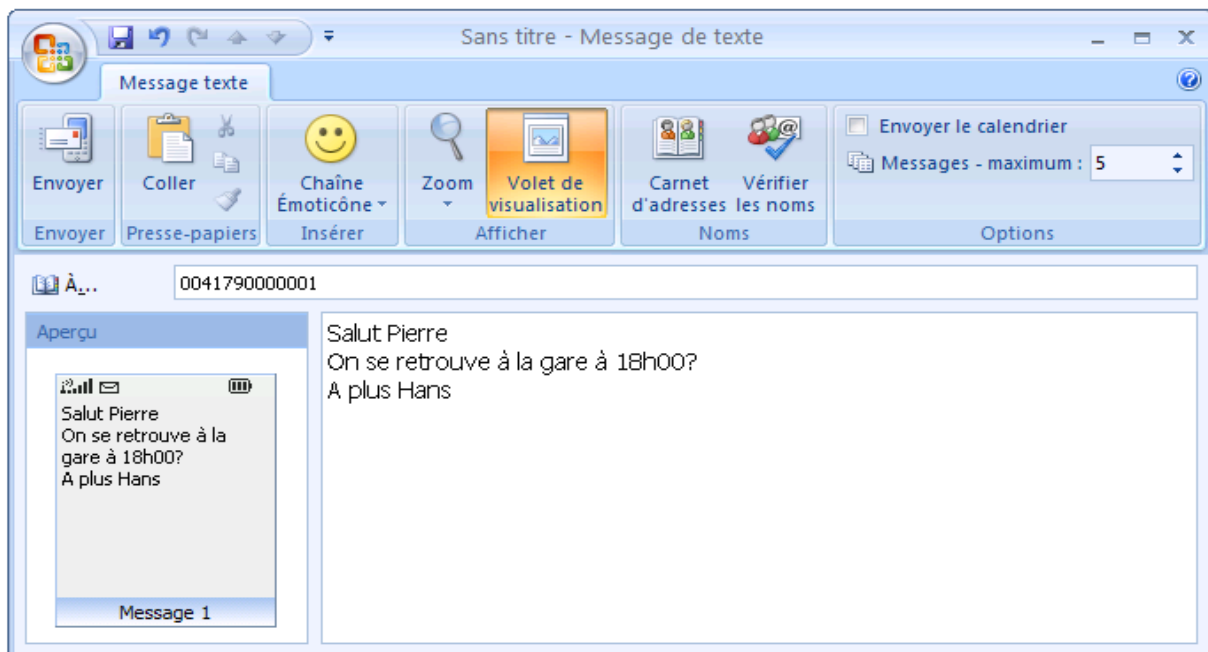 Sans titre - Message de texte
Message texte
Envoyer
Coller
Chaîne
Émoticône
Zoom
Volet de
visualisation
Carnet
d'adresses
Vérifier
les noms
Envoyer le calendrier
Messages - maximum : 5
Envoyer
Presse-papiers
Insérer
Afficher
Noms
Options
À...
0041790000001
Aperçu
Salut Pierre
On se retrouve à la
gare à 18h00?
A plus Hans
Message 1
Salut Pierre
On se retrouve à la gare à 18h00?
A plus Hans